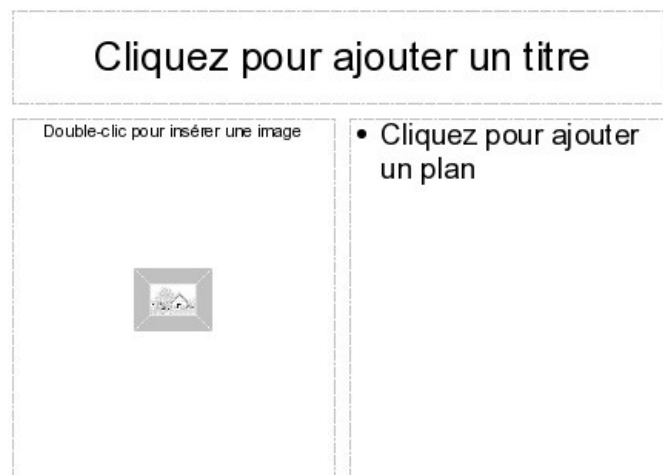 Cliquez pour ajouter un titre
Double-clic pour insérer une image
• Cliquez pour ajouter
un plan